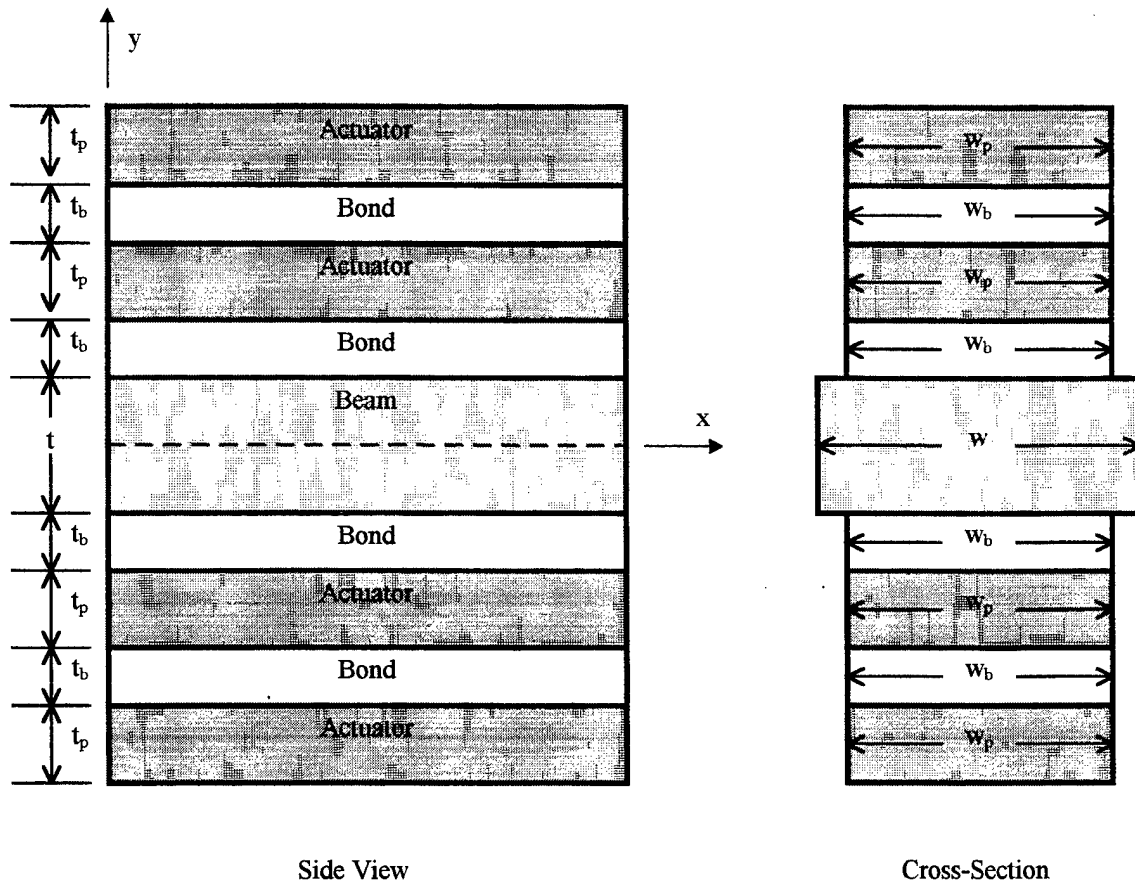 y
t_p
Actuator
w_p
t_b
Bond
w_b
t_p
Actuator
w_p
t_b
Bond
w_b
t
Beam
x
w
t_b
Bond
w_b
t_p
Actuator
w_p
t_b
Bond
w_b
t_p
Actuator
w_p
Side View
Cross-Section